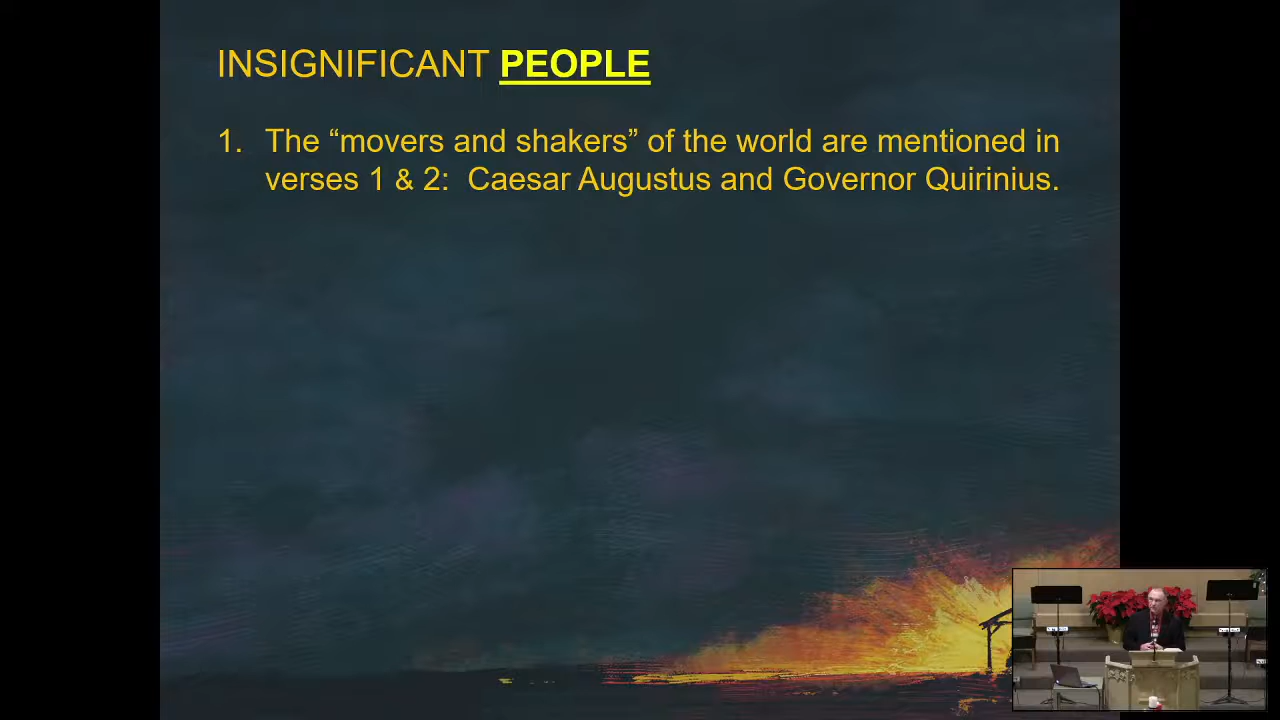 INSIGNIFICANT PEOPLE
1. The “movers and shakers” of the world are mentioned in
verses 1 & 2: Caesar Augustus and Governor Quirinius.